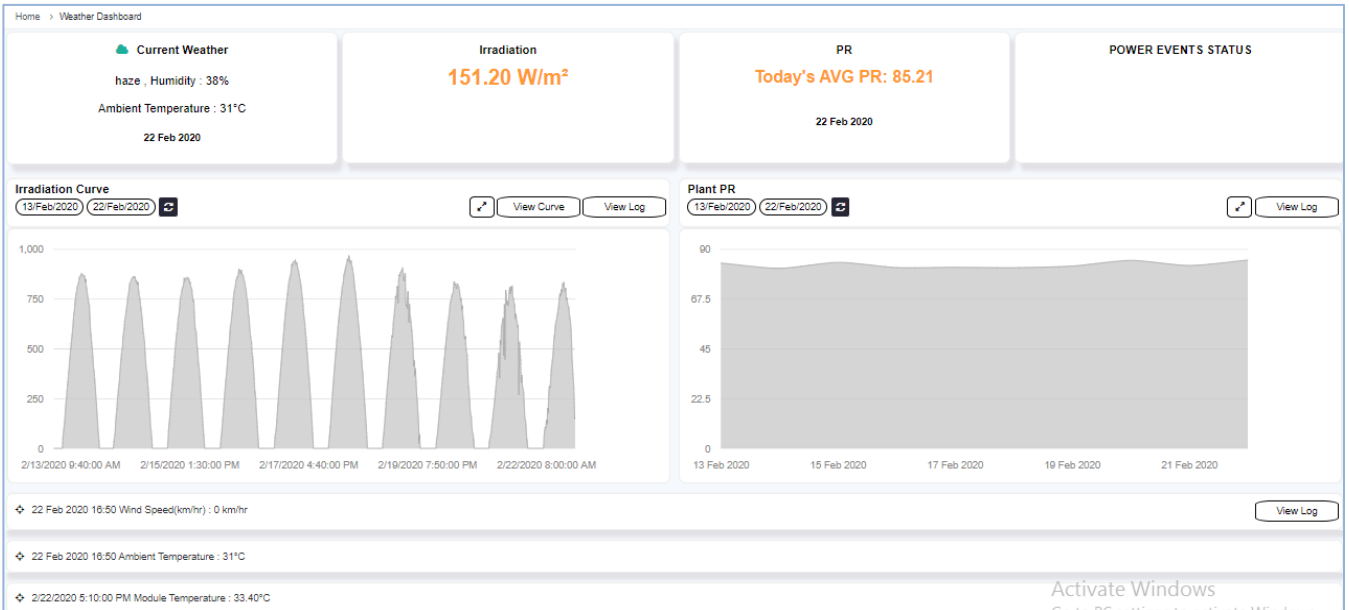 Home > Weather Dashboard
Current Weather
haze , Humidity : 38%
Ambient Temperature : 31°C
22 Feb 2020
Irradiation
151.20 W/m²
PR
Today's AVG PR: 85.21
22 Feb 2020
POWER EVENTS STATUS
Irradiation Curve
13/Feb/2020 22/Feb/2020 View Curve View Log
1,000
750
500
250
0
2/13/2020 9:40:00 AM 2/15/2020 1:30:00 PM 2/17/2020 4:40:00 PM 2/19/2020 7:50:00 PM 2/22/2020 8:00:00 AM
Plant PR
13/Feb/2020 22/Feb/2020 View Log
90
67.5
45
22.5
0
13 Feb 2020 15 Feb 2020 17 Feb 2020 19 Feb 2020 21 Feb 2020
22 Feb 2020 16:50 Wind Speed(km/hr) : 0 km/hr View Log
22 Feb 2020 16:50 Ambient Temperature : 31°C
2/22/2020 5:10:00 PM Module Temperature : 33.40°C
Activate Windows